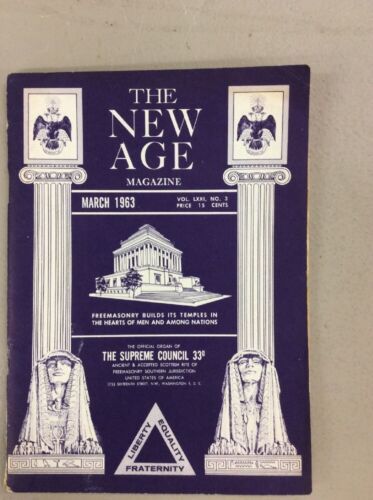 THE
NEW
AGE
MAGAZINE
MARCH 1963
VOL. LXXI, NO. 3
PRICE 15 CENTS
FREEMASONRY BUILDS ITS TEMPLES IN
THE HEARTS OF MEN AND AMONG NATIONS
THE OFFICIAL ORGAN OF
THE SUPREME COUNCIL 33°
ANCIENT & ACCEPTED SCOTTISH RITE OF
FREEMASONRY SOUTHERN JURISDICTION
UNITED STATES OF AMERICA
1733 SIXTEENTH STREET, N.W., WASHINGTON 9, D. C.
LIBERTY
EQUALITY
FRATERNITY